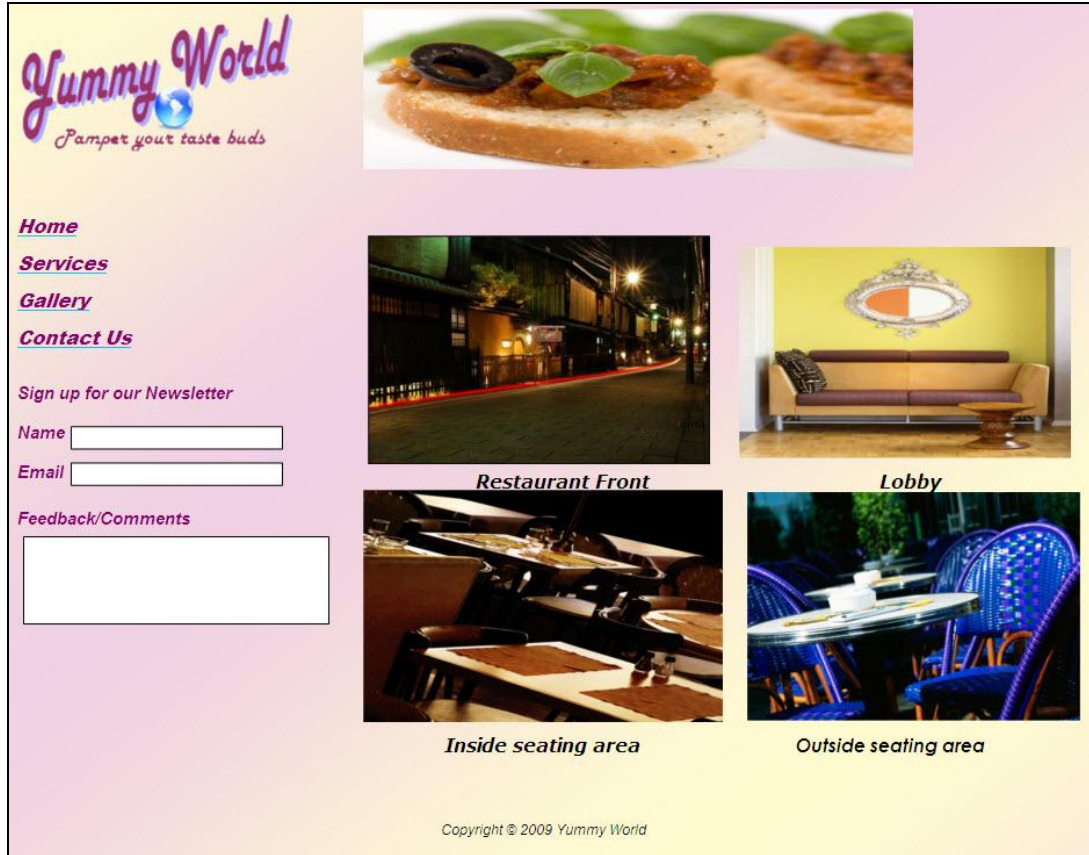 Yummy World
Pamper your taste buds
Home
Services
Gallery
Contact Us
Sign up for our Newsletter
Name
Email
Feedback/Comments
Restaurant Front
Lobby
Inside seating area
Outside seating area
Copyright © 2009 Yummy World